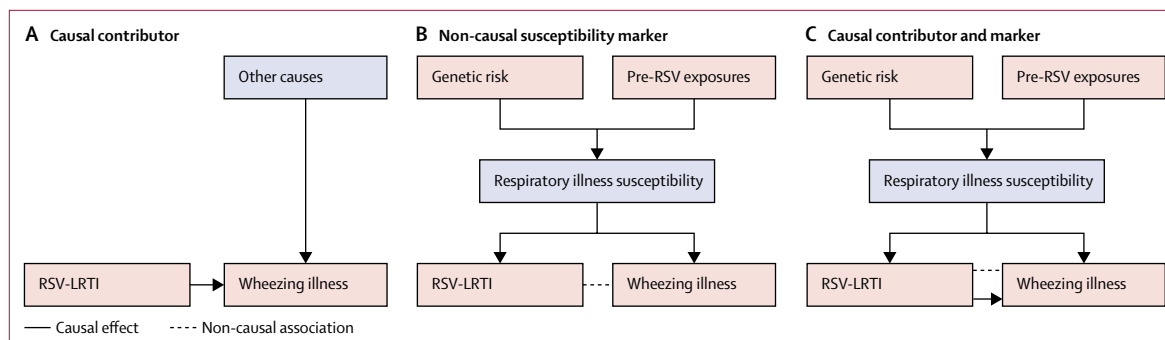 A Causal contributor
Other causes
RSV-LRTI
Wheezing illness
B Non-causal susceptibility marker
Genetic risk
Pre-RSV exposures
Respiratory illness susceptibility
RSV-LRTI
Wheezing illness
C Causal contributor and marker
Genetic risk
Pre-RSV exposures
Respiratory illness susceptibility
RSV-LRTI
Wheezing illness
Causal effect
Non-causal association